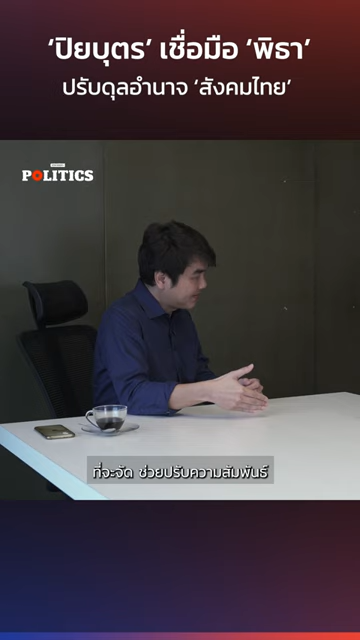 ‘ปิยบุตร’ เชื่อมือ ‘พิธา’
ปรับดุลอำนาจ ‘สังคมไทย’
POLITICS
ที่จะจัด ช่วยปรับความสัมพันธ์